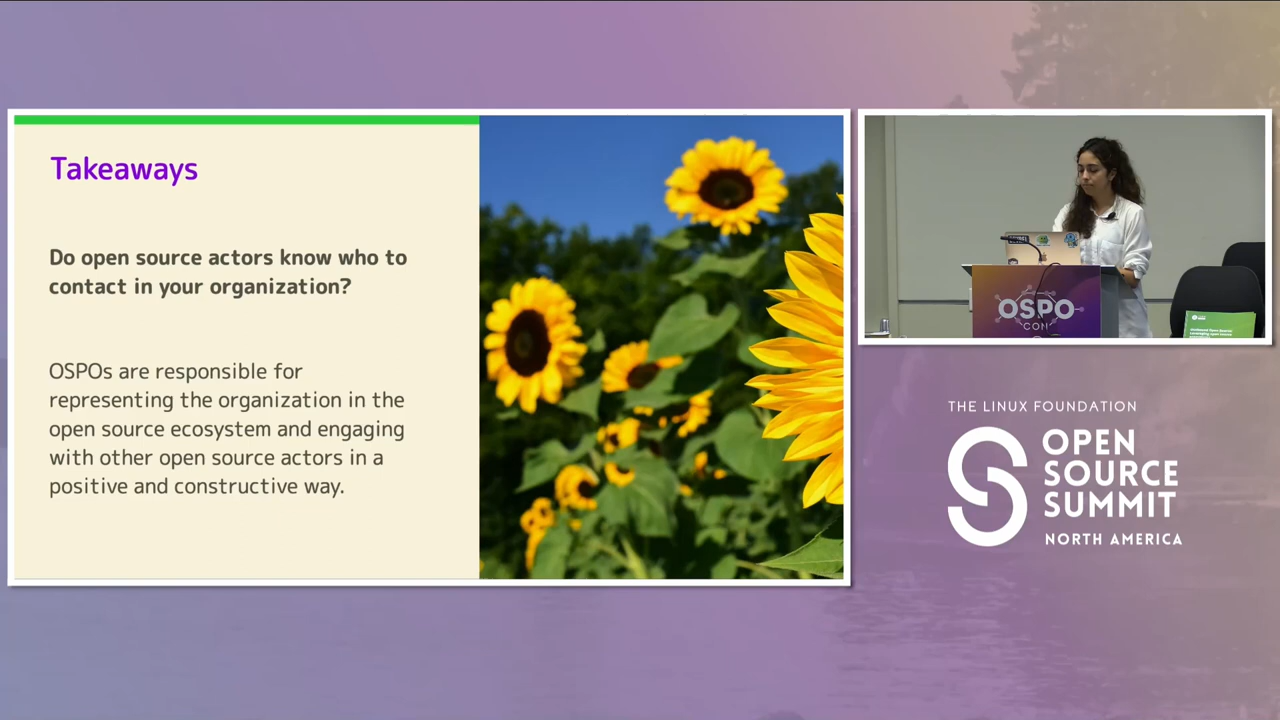 Takeaways
Do open source actors know who to
contact in your organization?
OSPOs are responsible for
representing the organization in the
open source ecosystem and engaging
with other open source actors in a
positive and constructive way.
OSPO
CON
THE LINUX FOUNDATION
OPEN
SOURCE
SUMMIT
NORTH AMERICA